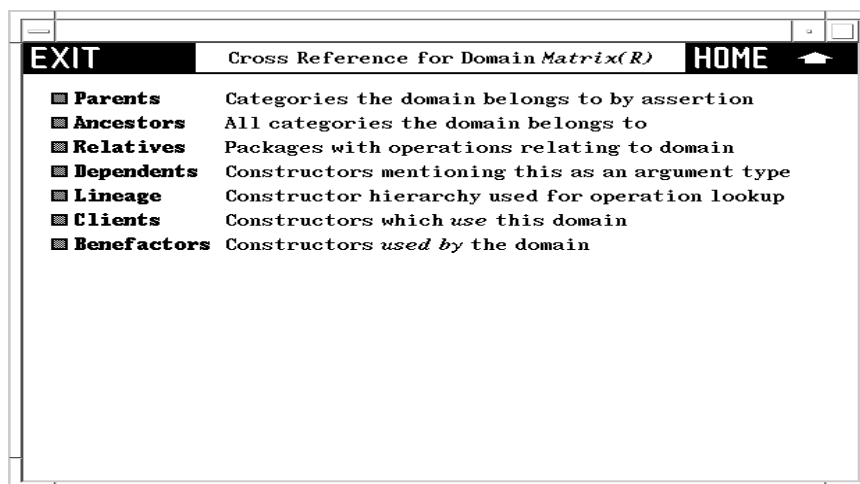 EXIT Cross Reference for Domain Matrix(R) HOME
Parents Categories the domain belongs to by assertion
Ancestors All categories the domain belongs to
Relatives Packages with operations relating to domain
Dependents Constructors mentioning this as an argument type
Lineage Constructor hierarchy used for operation lookup
Clients Constructors which use this domain
Benefactors Constructors used by the domain